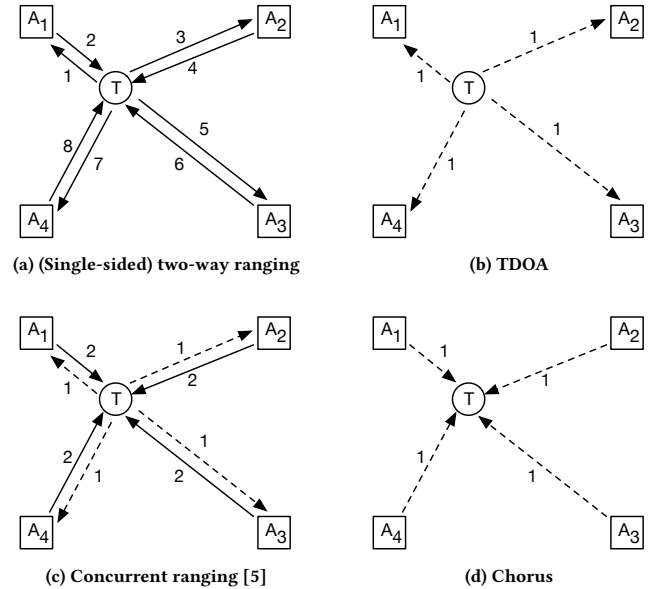 A1
A2
2
3
1
4
T
5
8
7
6
A4
A3
(a) (Single-sided) two-way ranging
A1
A2
1
1
T
1
1
A4
A3
(b) TDOA
A1
A2
2
1
1
2
T
1
2
1
2
A4
A3
(c) Concurrent ranging [5]
A1
A2
1
1
T
1
1
A4
A3
(d) Chorus